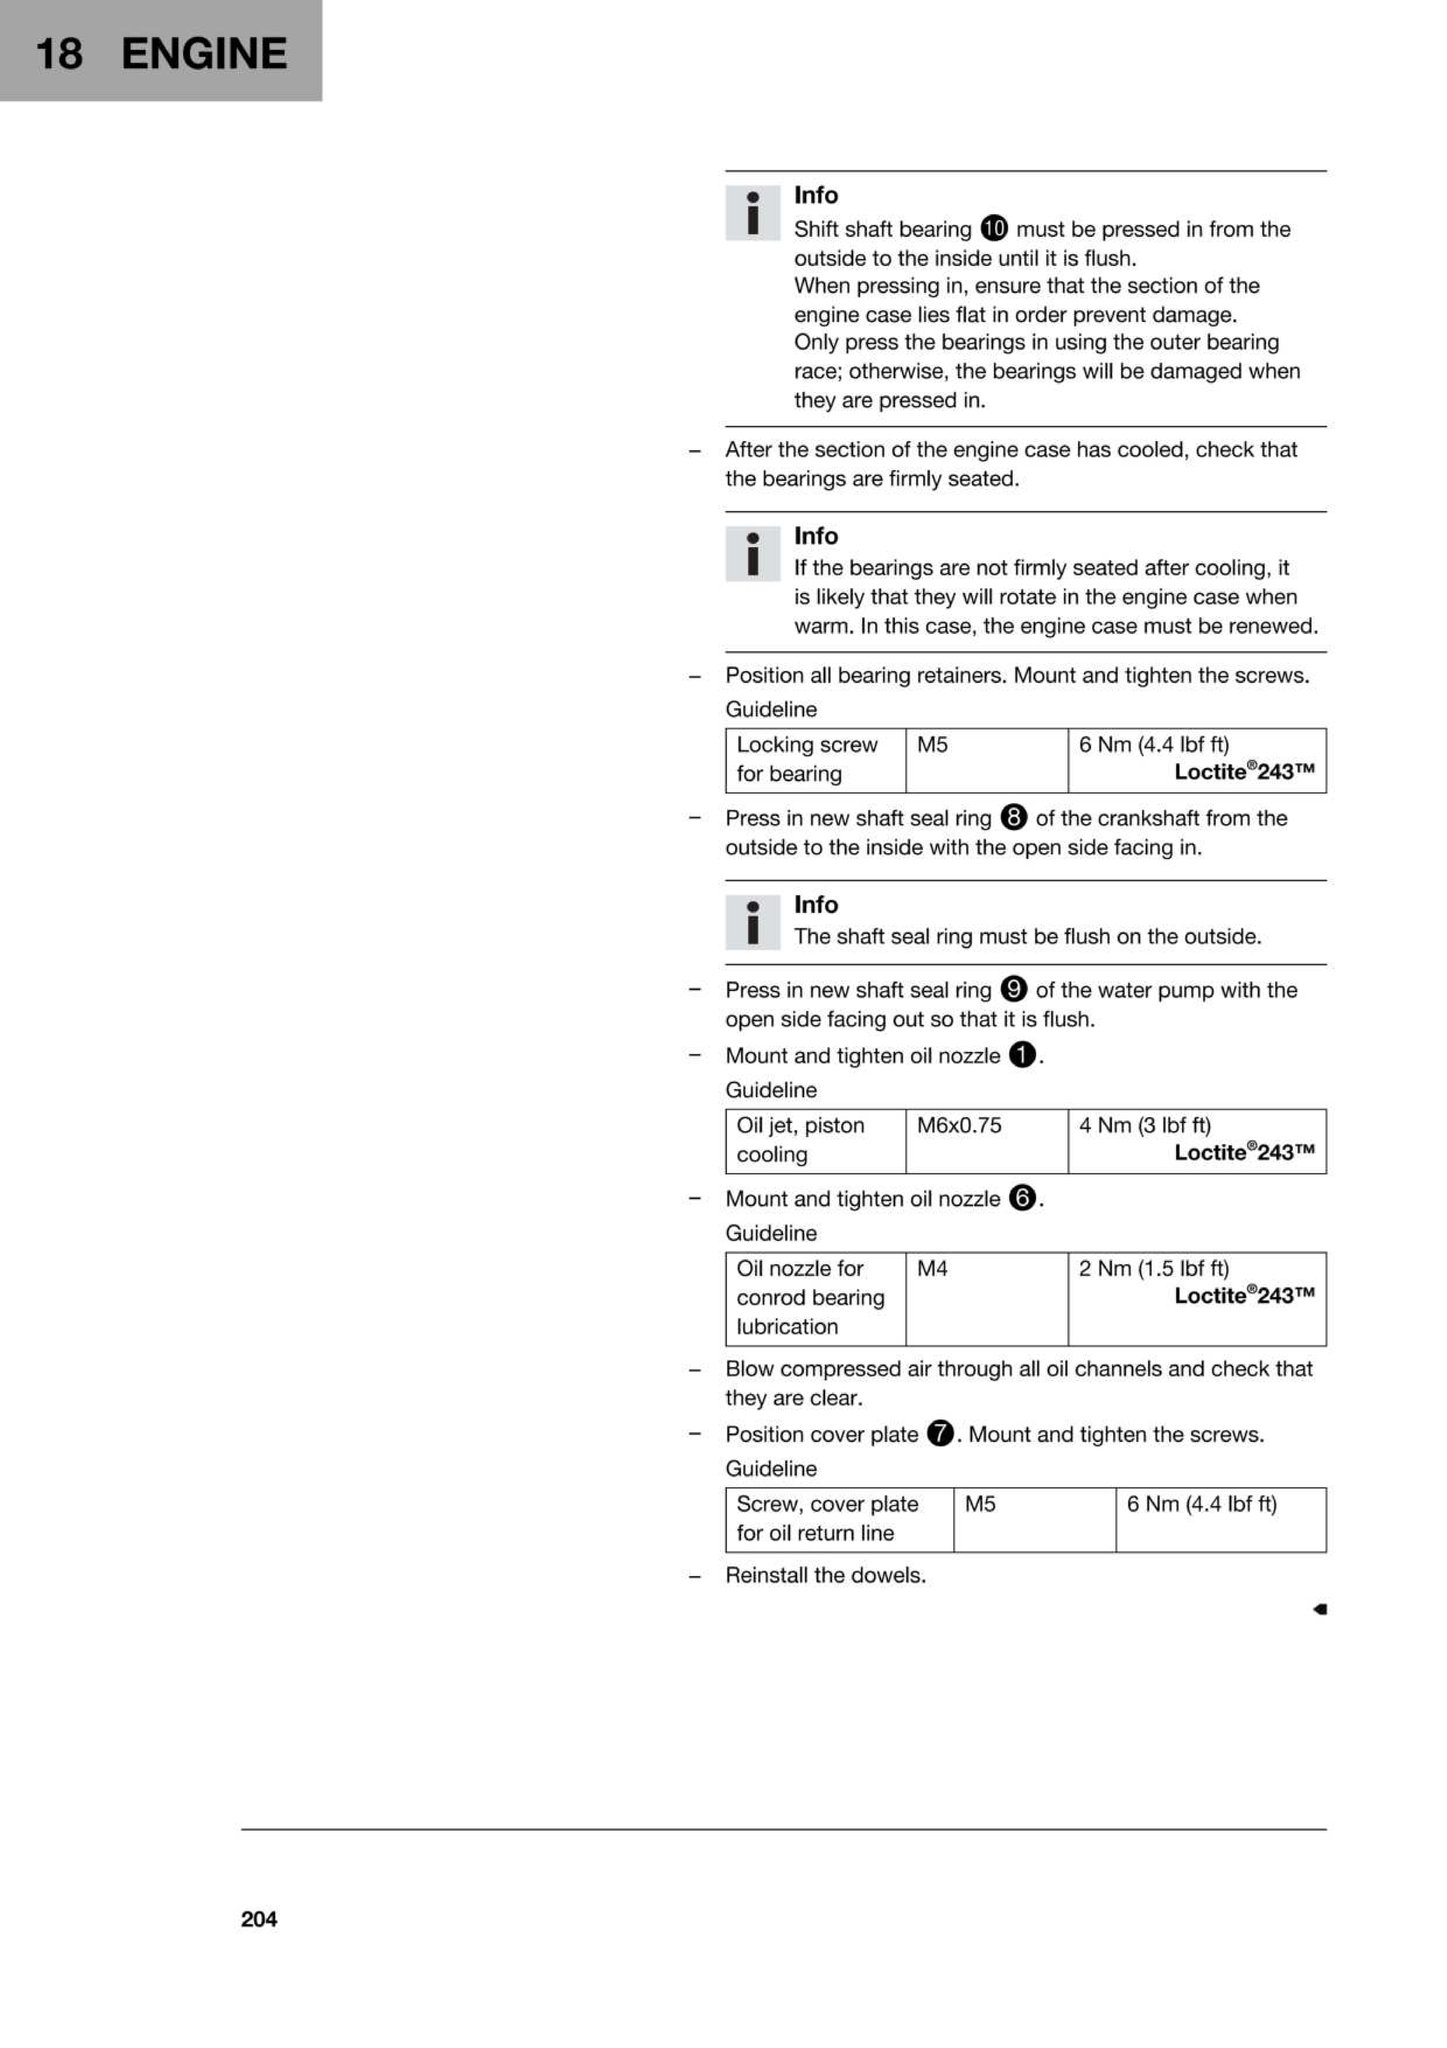 18 ENGINE
Info
Shift shaft bearing ❿ must be pressed in from the
outside to the inside until it is flush.
When pressing in, ensure that the section of the
engine case lies flat in order prevent damage.
Only press the bearings in using the outer bearing
race; otherwise, the bearings will be damaged when
they are pressed in.
– After the section of the engine case has cooled, check that
the bearings are firmly seated.
Info
If the bearings are not firmly seated after cooling, it
is likely that they will rotate in the engine case when
warm. In this case, the engine case must be renewed.
– Position all bearing retainers. Mount and tighten the screws.
Guideline
Locking screw M5 6 Nm (4.4 lbf ft)
for bearing Loctite®243™
– Press in new shaft seal ring ❽ of the crankshaft from the
outside to the inside with the open side facing in.
Info
The shaft seal ring must be flush on the outside.
– Press in new shaft seal ring ❾ of the water pump with the
open side facing out so that it is flush.
– Mount and tighten oil nozzle ❶.
Guideline
Oil jet, piston M6x0.75 4 Nm (3 lbf ft)
cooling Loctite®243™
– Mount and tighten oil nozzle ❻.
Guideline
Oil nozzle for M4 2 Nm (1.5 lbf ft)
conrod bearing Loctite®243™
lubrication
– Blow compressed air through all oil channels and check that
they are clear.
– Position cover plate ❼. Mount and tighten the screws.
Guideline
Screw, cover plate M5 6 Nm (4.4 lbf ft)
for oil return line
– Reinstall the dowels.
204